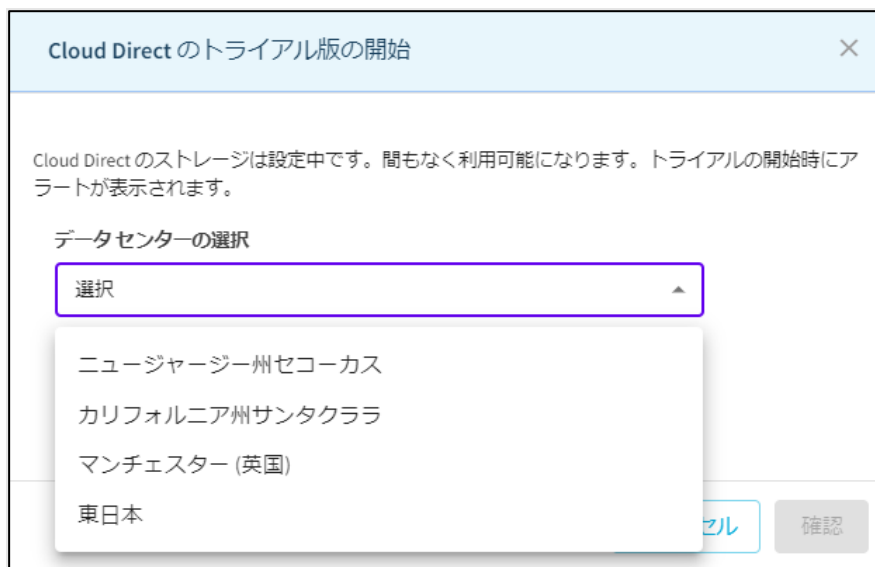 Cloud Direct のトライアル版の開始
Cloud Direct のストレージは設定中です。間もなく利用可能になります。トライアルの開始時にア
ラートが表示されます。
データ センターの選択
選択
ニュージャージー州セコーカス
カリフォルニア州サンタクララ
マンチェスター (英国)
東日本
セル
確認